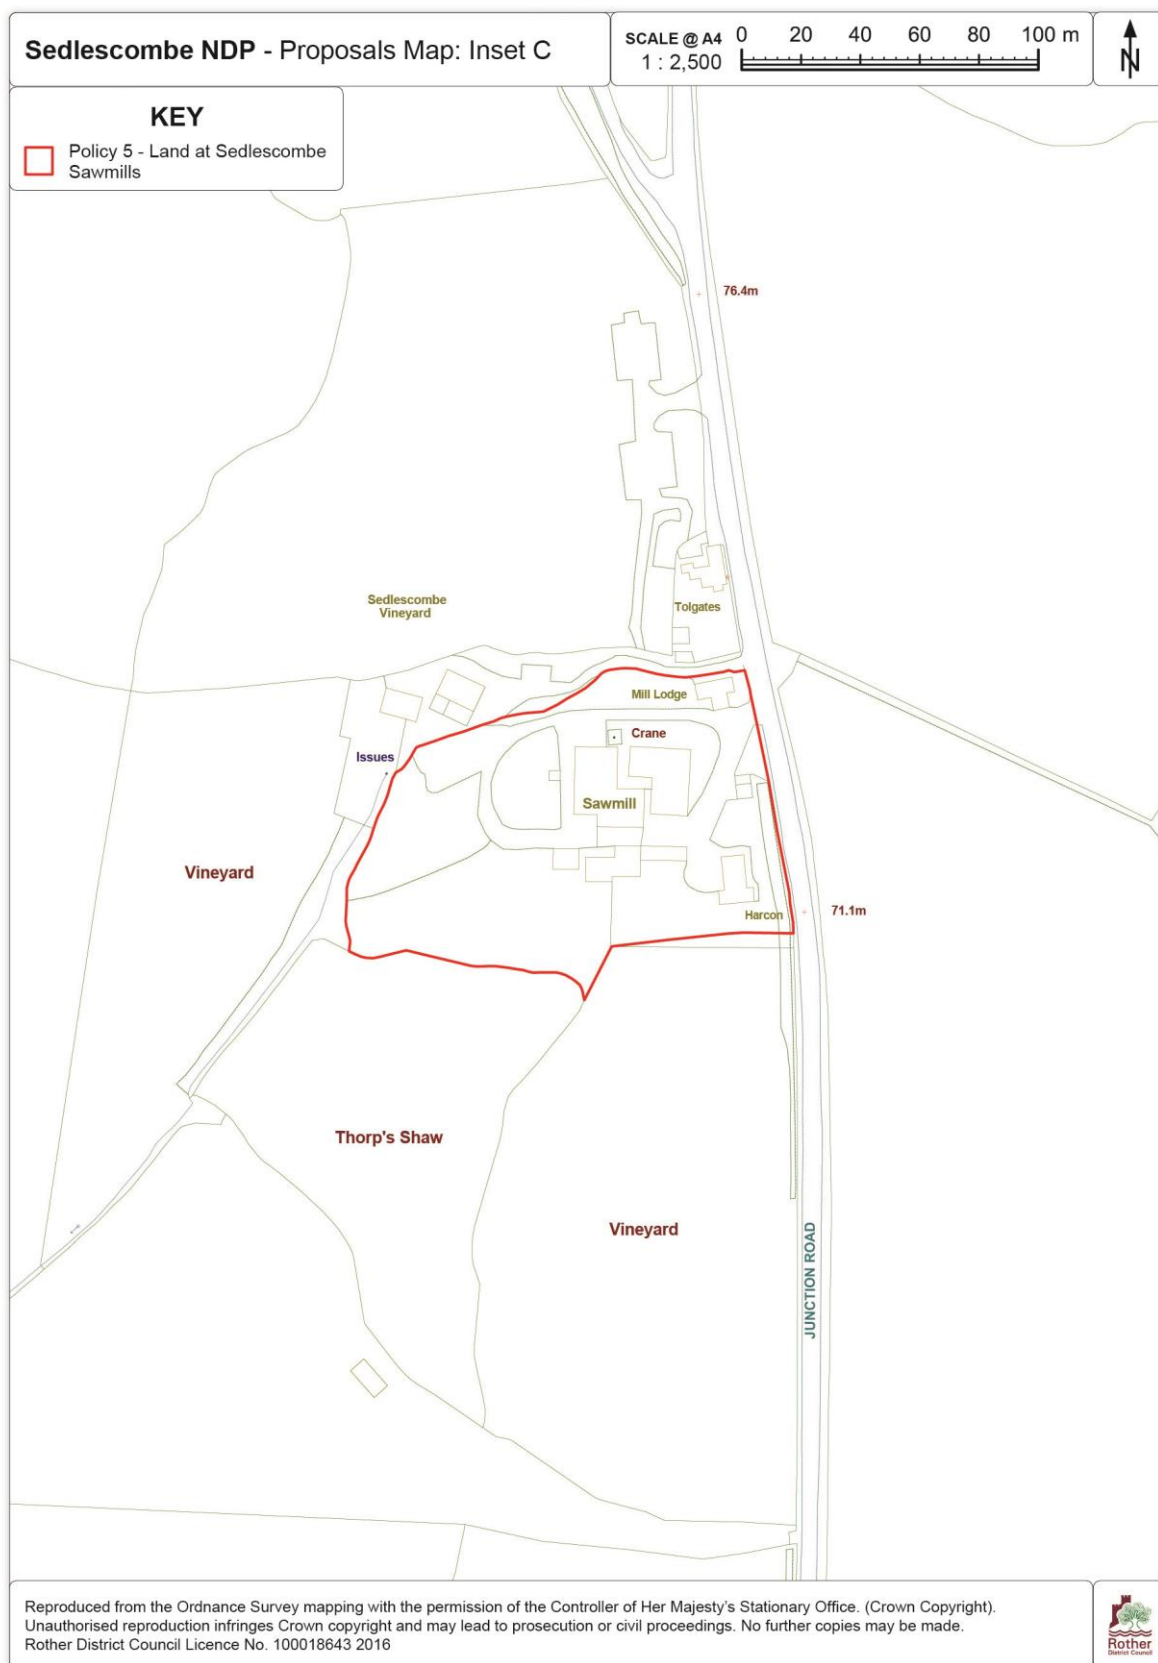 Sedlescombe NDP - Proposals Map: Inset C
SCALE @ A4
1 : 2,500
0 20 40 60 80 100 m
N
KEY
Policy 5 - Land at Sedlescombe
Sawmills
76.4m
Sedlescombe
Vineyard
Tolgates
Mill Lodge
Crane
Issues
Sawmill
Vineyard
Harcon
71.1m
Thorp's Shaw
Vineyard
JUNCTION ROAD
Reproduced from the Ordnance Survey mapping with the permission of the Controller of Her Majesty's Stationary Office. (Crown Copyright).
Unauthorised reproduction infringes Crown copyright and may lead to prosecution or civil proceedings. No further copies may be made.
Rother District Council Licence No. 100018643 2016
Rother
District Council